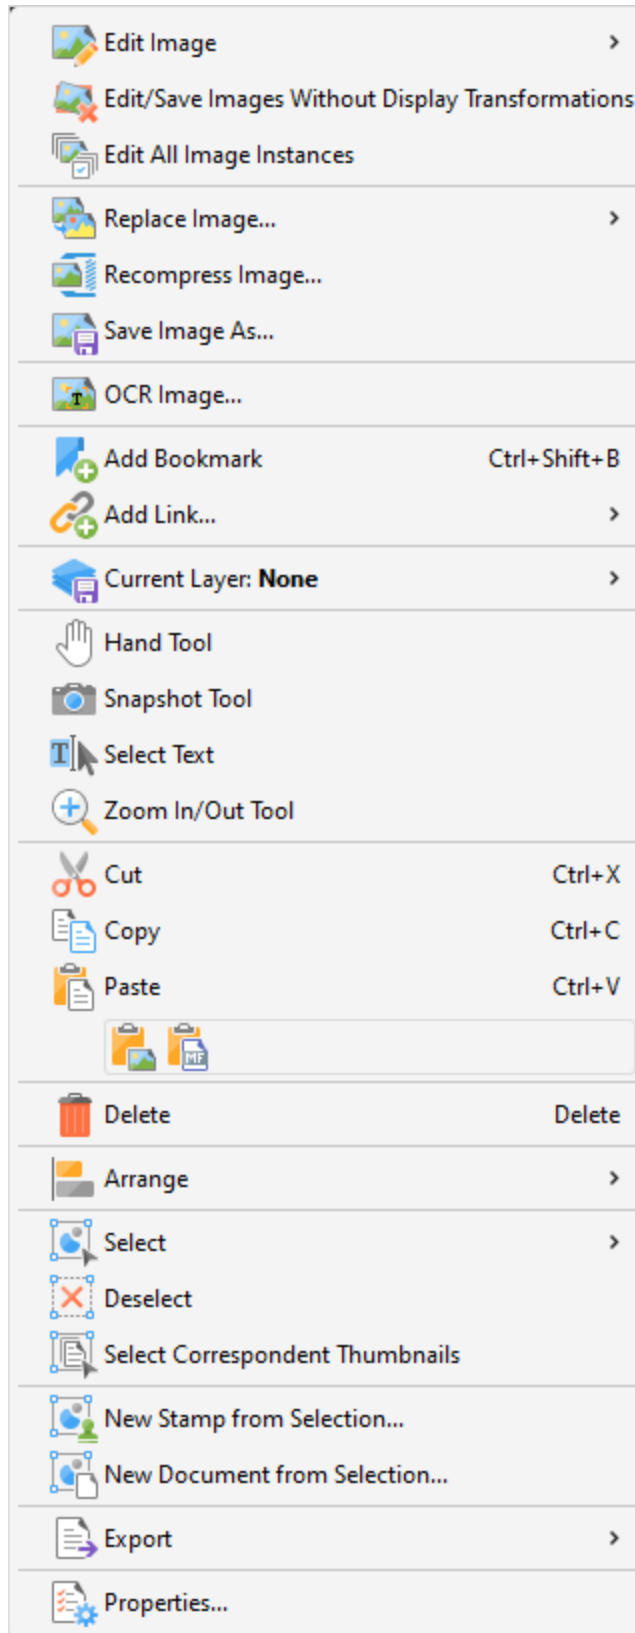 Edit Image
Edit/Save Images Without Display Transformations
Edit All Image Instances
Replace Image...
Recompress Image...
Save Image As...
OCR Image...
Add Bookmark Ctrl+Shift+B
Add Link...
Current Layer: None
Hand Tool
Snapshot Tool
Select Text
Zoom In/Out Tool
Cut Ctrl+X
Copy Ctrl+C
Paste Ctrl+V
MF
Delete Delete
Arrange
Select
Deselect
Select Correspondent Thumbnails
New Stamp from Selection...
New Document from Selection...
Export
Properties...